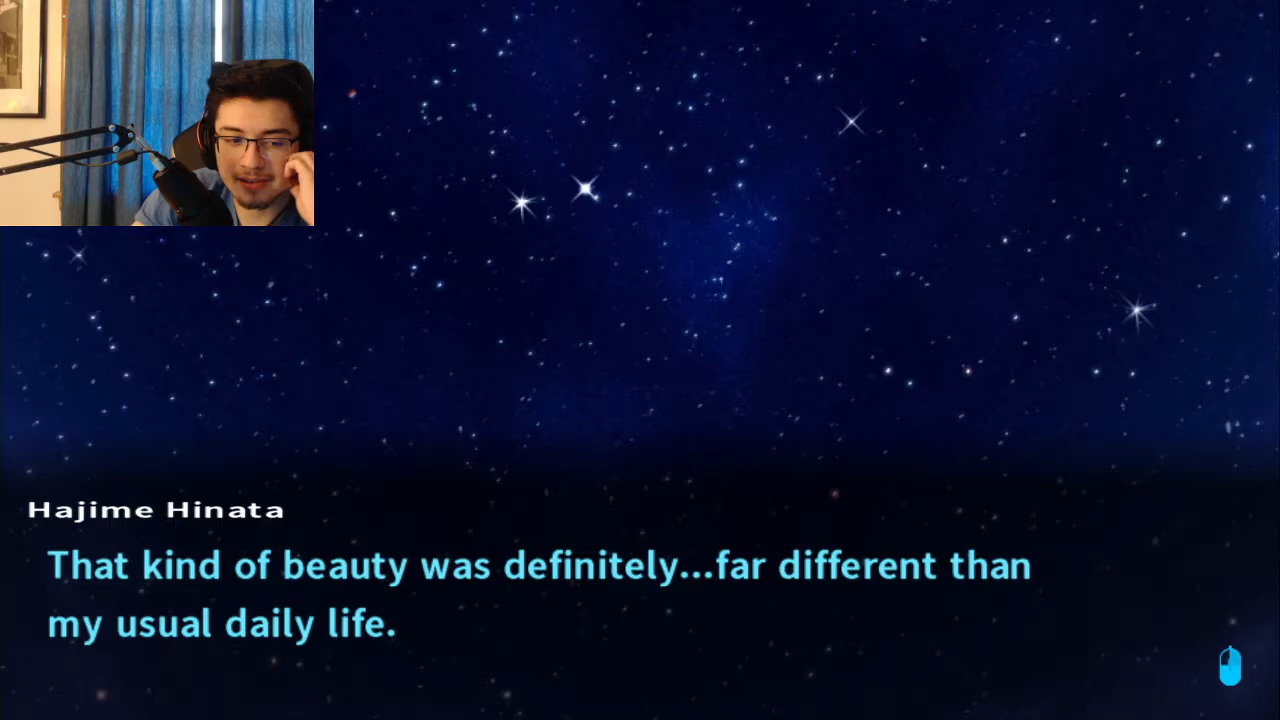 Hajime Hinata
That kind of beauty was definitely...far different than
my usual daily life.